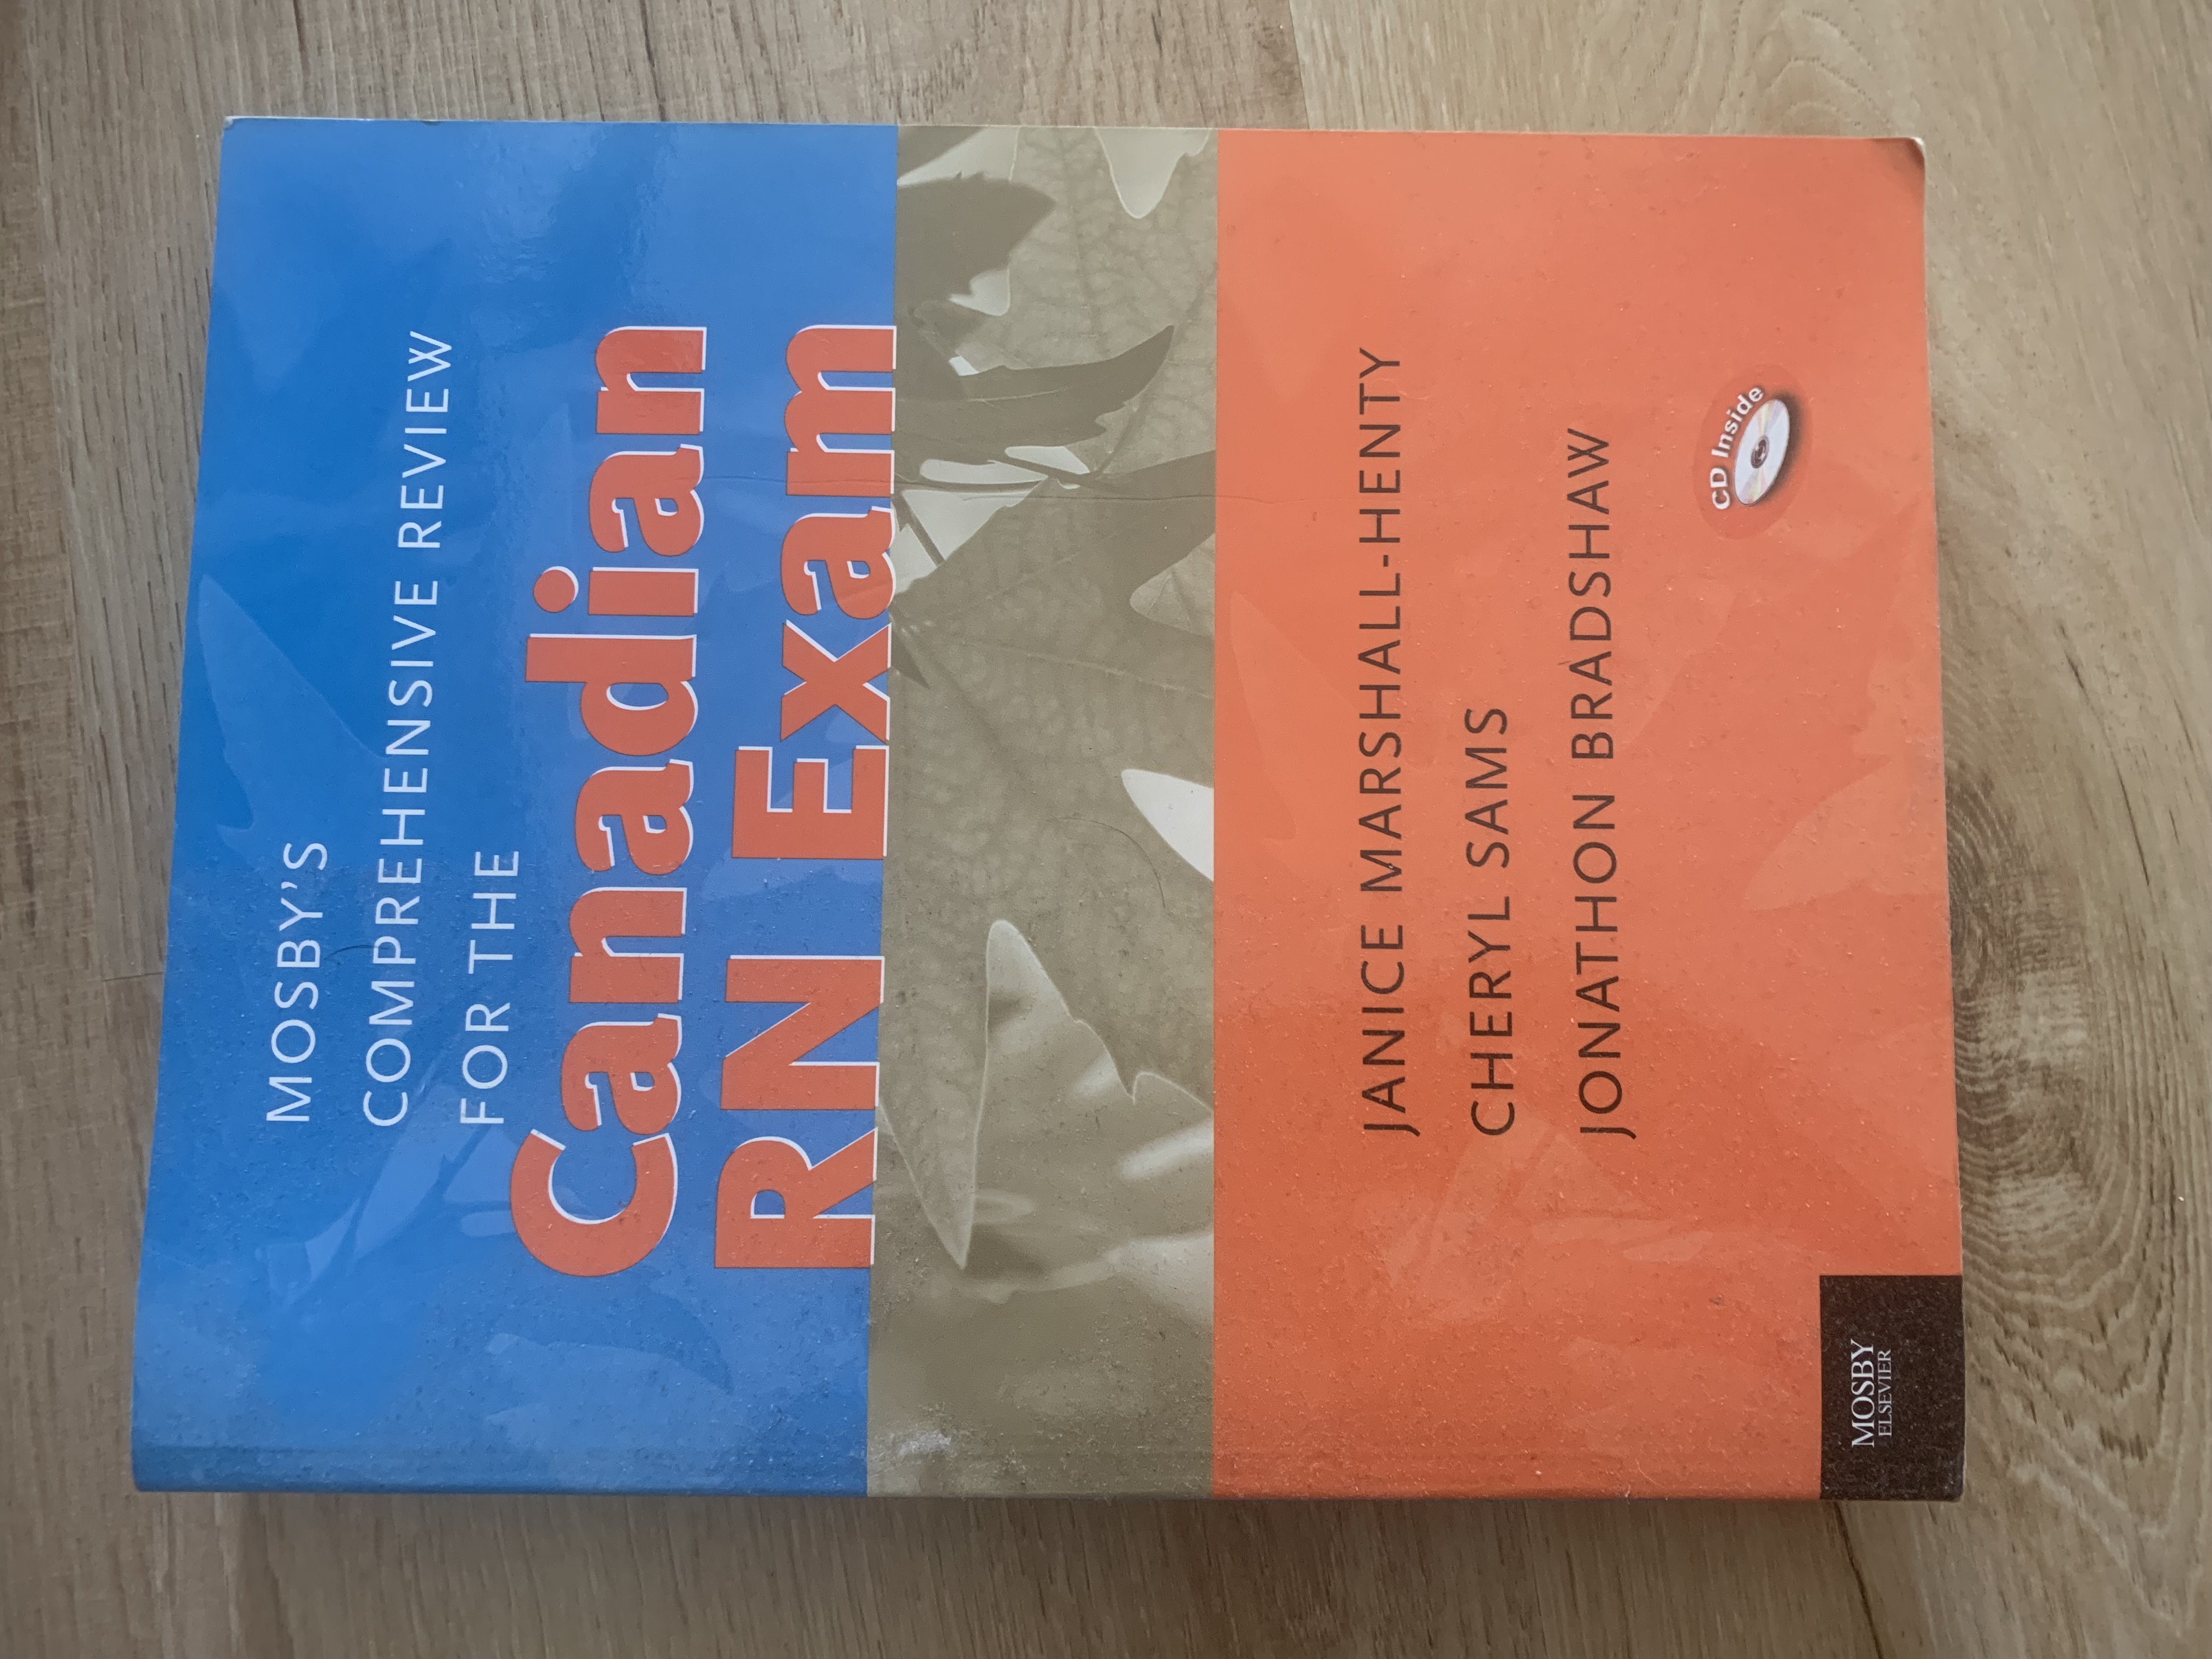 MOSBY'S
COMPREHENSIVE REVIEW
FOR THE
Canadian
RN Exam
JANICE MARSHALL-HENTY
CHERYL SAMS
JONATHON BRADSHAW
CD Inside
MOSBY
ELSEVIER